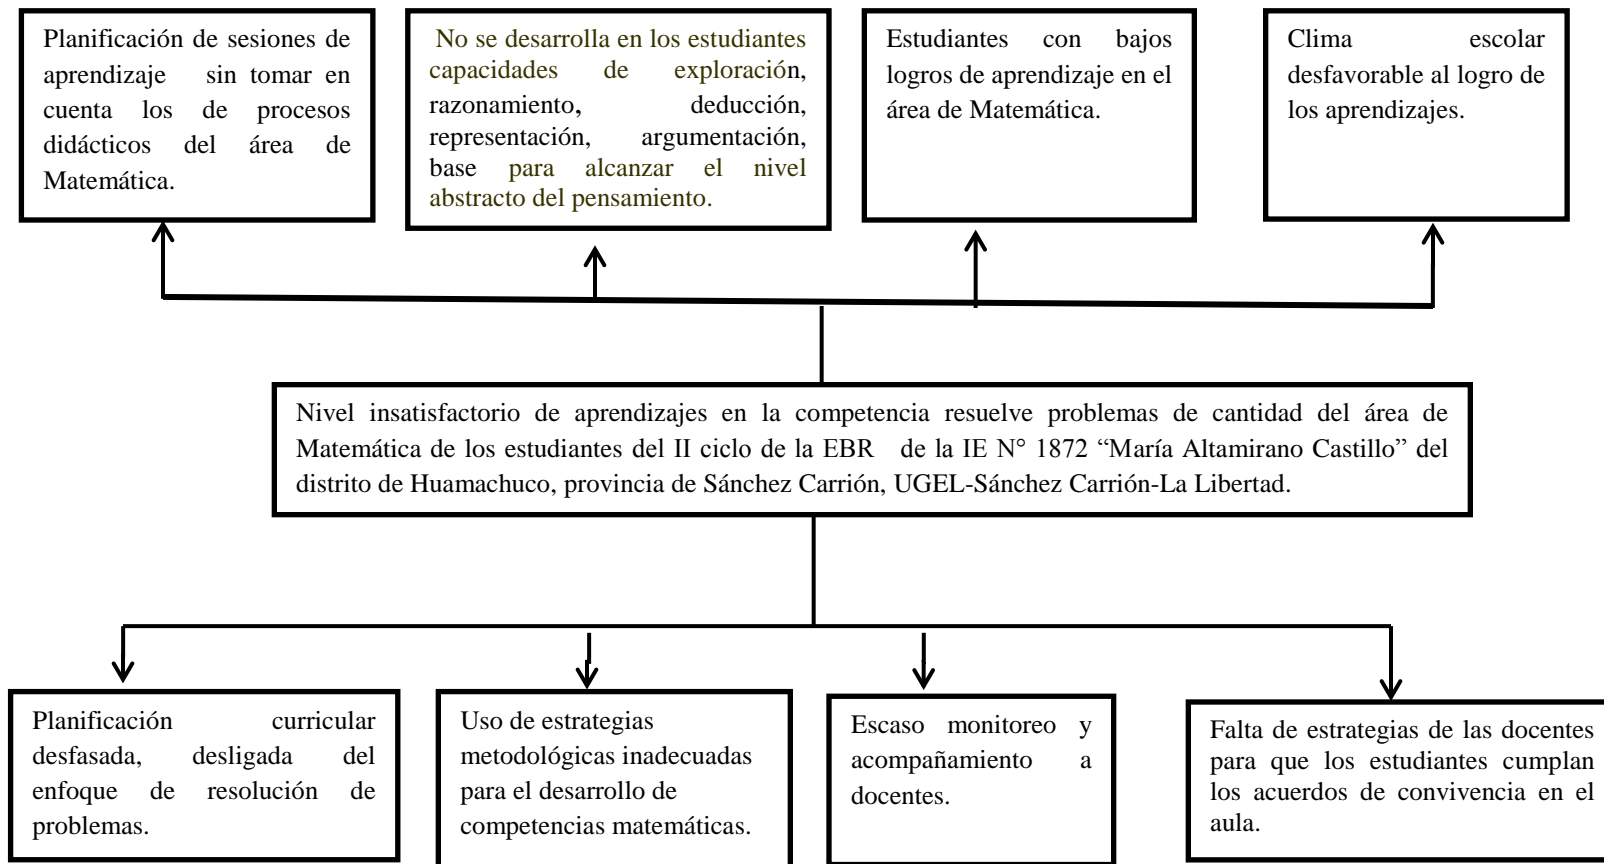 Planificación de sesiones de
aprendizaje sin tomar en
cuenta los de procesos
didácticos del área de
Matemática.
No se desarrolla en los estudiantes
capacidades de exploración,
razonamiento, deducción,
representación, argumentación,
base para alcanzar el nivel
abstracto del pensamiento.
Estudiantes con bajos
logros de aprendizaje en el
área de Matemática.
Clima escolar
desfavorable al logro de
los aprendizajes.
Nivel insatisfactorio de aprendizajes en la competencia resuelve problemas de cantidad del área de
Matemática de los estudiantes del II ciclo de la EBR de la IE N° 1872 “María Altamirano Castillo” del
distrito de Huamachuco, provincia de Sánchez Carrión, UGEL-Sánchez Carrión-La Libertad.
Planificación curricular
desfasada, desligada del
enfoque de resolución de
problemas.
Uso de estrategias
metodológicas inadecuadas
para el desarrollo de
competencias matemáticas.
Escaso monitoreo y
acompañamiento a
docentes.
Falta de estrategias de las docentes
para que los estudiantes cumplan
los acuerdos de convivencia en el
aula.